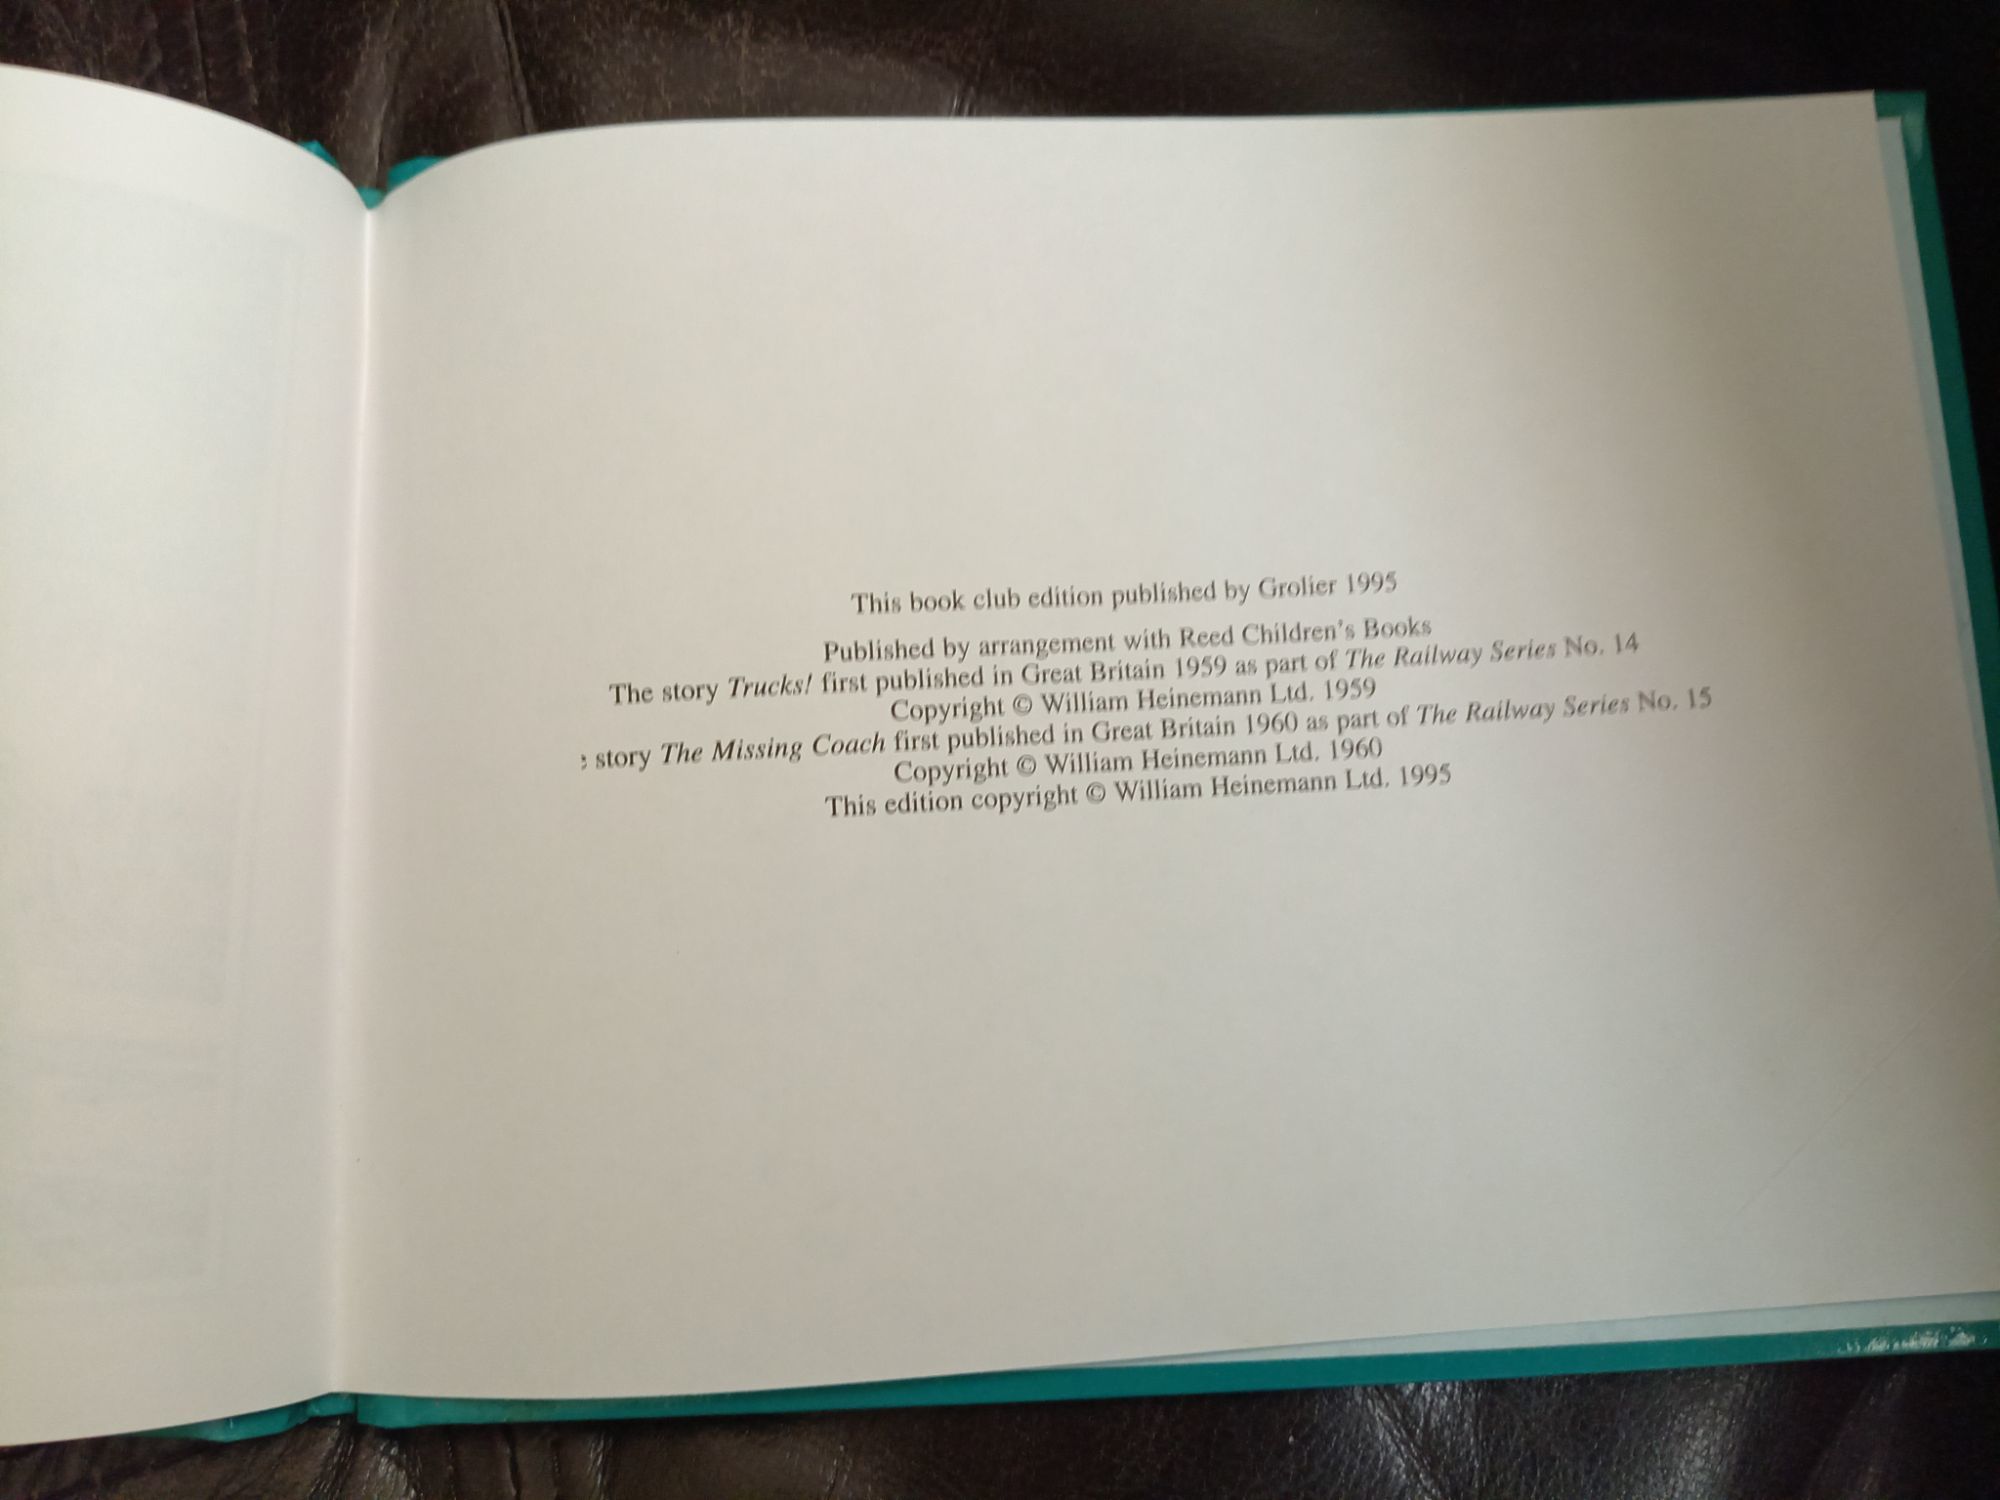 This book club edition published by Grolier 1995
Published by arrangement with Reed Children's Books
The story Trucks! first published in Great Britain 1959 as part of The Railway Series No. 14
Copyright © William Heinemann Ltd. 1959
story The Missing Coach first published in Great Britain 1960 as part of The Railway Series No. 15
Copyright © William Heinemann Ltd. 1960
This edition copyright © William Heinemann Ltd. 1995